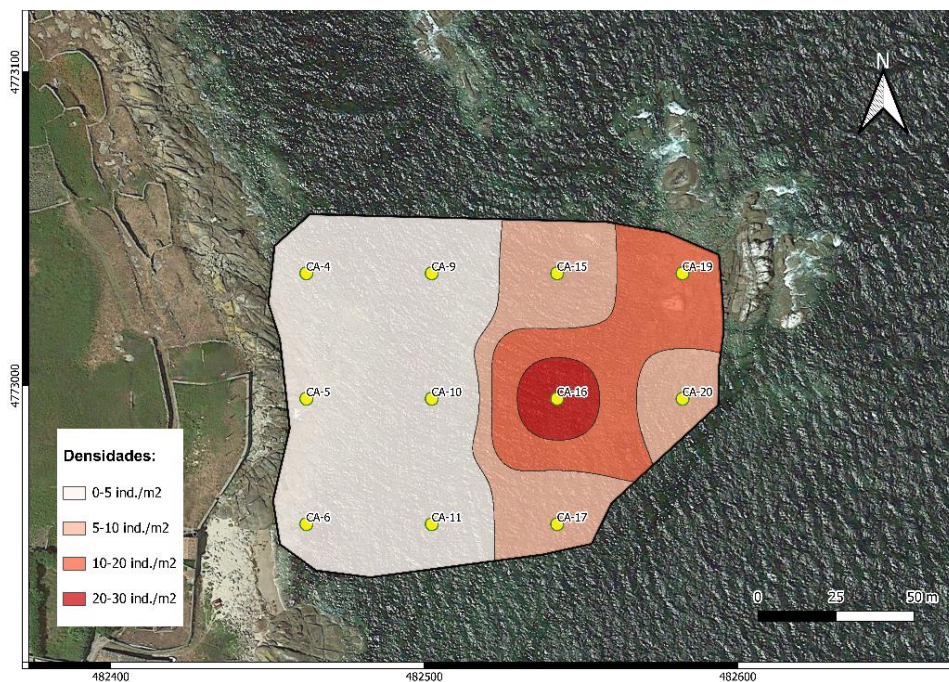 4773100
N
CA-4
CA-9
CA-15
CA-19
4773000
CA-5
CA-10
CA-16
CA-20
Densidades:
0-5 ind./m2
5-10 ind./m2
10-20 ind./m2
20-30 ind./m2
CA-6
CA-11
CA-17
0 25 50 m
482400 482500 482600